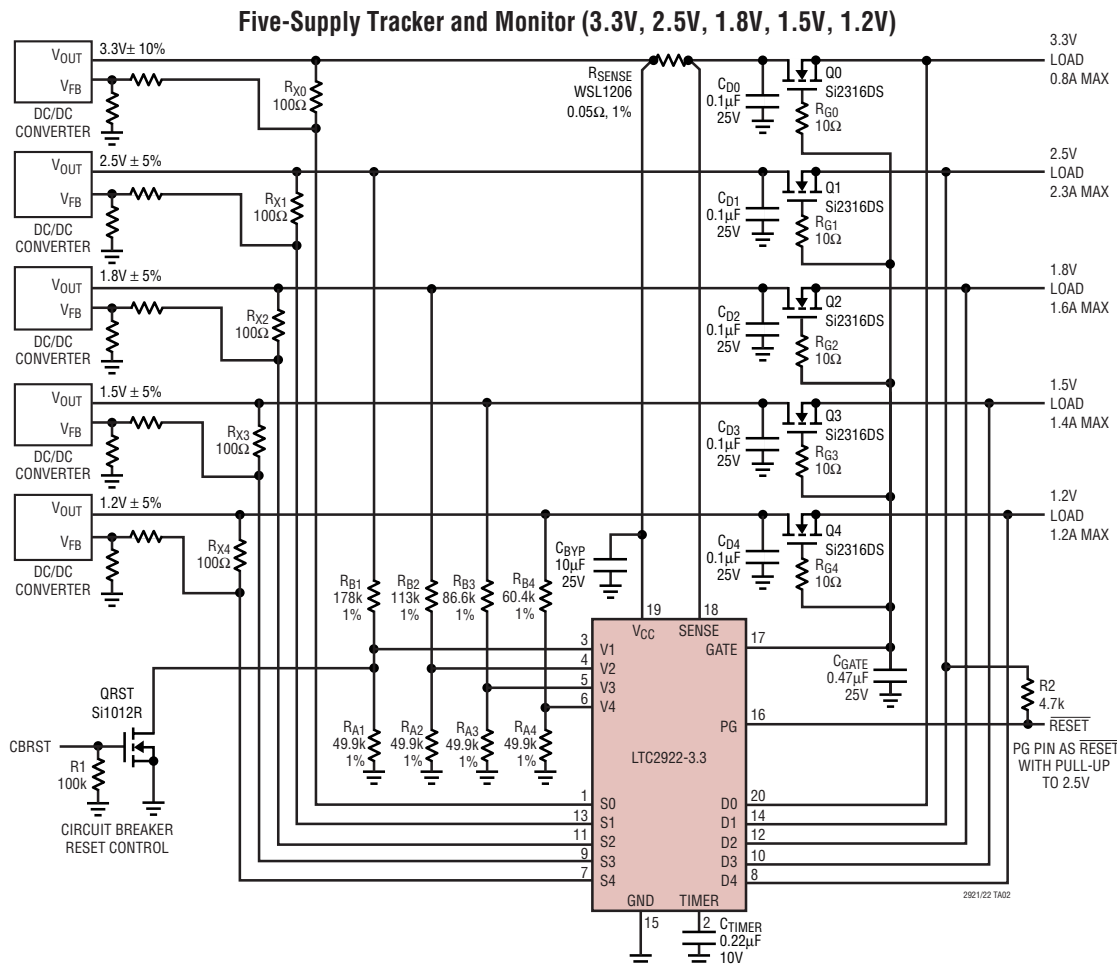 Five-Supply Tracker and Monitor (3.3V, 2.5V, 1.8V, 1.5V, 1.2V)
VOUT
3.3V± 10%
VFB
DC/DC
CONVERTER
RX0
100Ω
RSENSE
WSL1206
0.05Ω, 1%
CD0
0.1µF
25V
Q0
Si2316DS
RG0
10Ω
3.3V
LOAD
0.8A MAX
VOUT
2.5V ± 5%
VFB
DC/DC
CONVERTER
RX1
100Ω
CD1
0.1µF
25V
Q1
Si2316DS
RG1
10Ω
2.5V
LOAD
2.3A MAX
VOUT
1.8V ± 5%
VFB
DC/DC
CONVERTER
RX2
100Ω
CD2
0.1µF
25V
Q2
Si2316DS
RG2
10Ω
1.8V
LOAD
1.6A MAX
VOUT
1.5V ± 5%
VFB
DC/DC
CONVERTER
RX3
100Ω
CD3
0.1µF
25V
Q3
Si2316DS
RG3
10Ω
1.5V
LOAD
1.4A MAX
VOUT
1.2V ± 5%
VFB
DC/DC
CONVERTER
RX4
100Ω
CBYP
10µF
25V
CD4
0.1µF
25V
Q4
Si2316DS
RG4
10Ω
1.2V
LOAD
1.2A MAX
RB1
178k
1%
RB2
113k
1%
RB3
86.6k
1%
RB4
60.4k
1%
19
18
VCC
SENSE
3
V1
4
V2
5
V3
6
V4
GATE
17
CGATE
0.47µF
25V
R2
4.7k
PG
16
RESET
PG PIN AS RESET
WITH PULL-UP
TO 2.5V
QRST
Si1012R
CBRST
R1
100k
CIRCUIT BREAKER
RESET CONTROL
RA1
49.9k
1%
RA2
49.9k
1%
RA3
49.9k
1%
RA4
49.9k
1%
LTC2922-3.3
1
S0
13
S1
11
S2
9
S3
7
S4
D0
20
D1
14
D2
12
D3
10
D4
8
GND
TIMER
15
2
CTIMER
0.22µF
10V
2921/22 TA02